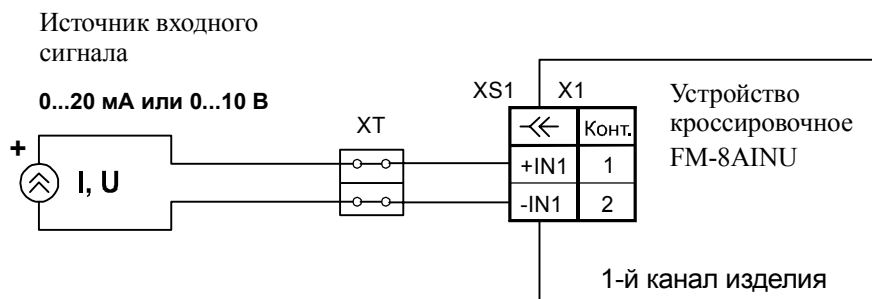 Источник входного
сигнала
0...20 мА или 0...10 В
+
I, U
XT
XS1 X1
Конт.
+IN1 1
-IN1 2
Устройство
кроссировочное
FM-8AINU
1-й канал изделия